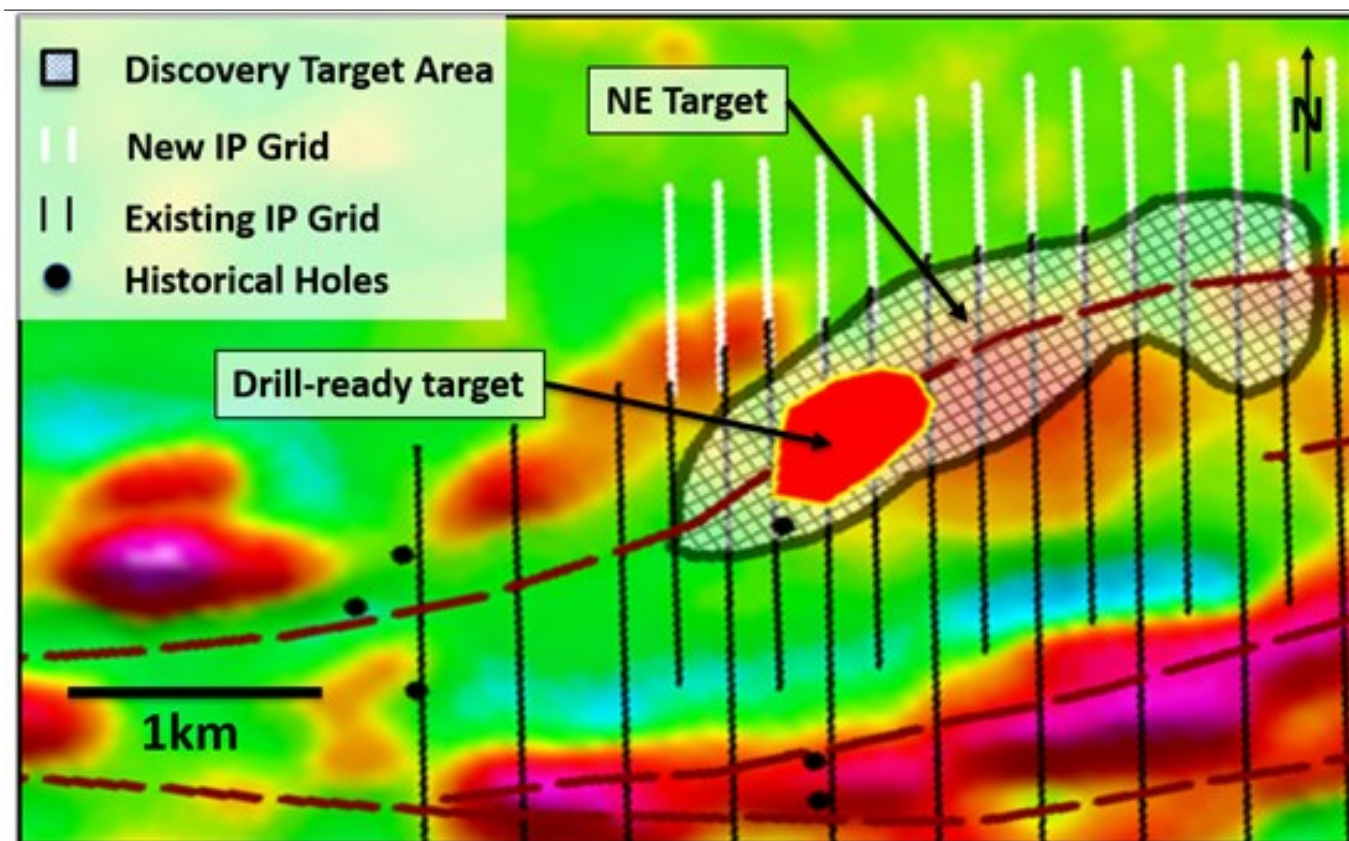 Discovery Target Area
New IP Grid
Existing IP Grid
Historical Holes
NE Target
N
Drill-ready target
1km